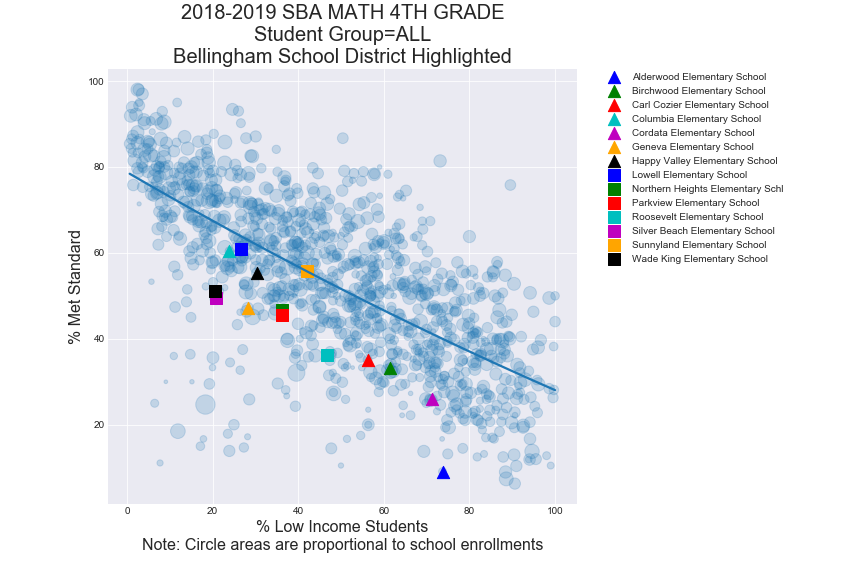 2018-2019 SBA MATH 4TH GRADE
Student Group=ALL
Bellingham School District Highlighted
100
80
60
40
20
% Met Standard
0
20
40
60
80
100
% Low Income Students
Note: Circle areas are proportional to school enrollments
Alderwood Elementary School
Birchwood Elementary School
Carl Cozier Elementary School
Columbia Elementary School
Cordata Elementary School
Geneva Elementary School
Happy Valley Elementary School
Lowell Elementary School
Northern Heights Elementary Schl
Parkview Elementary School
Roosevelt Elementary School
Silver Beach Elementary School
Sunnyland Elementary School
Wade King Elementary School